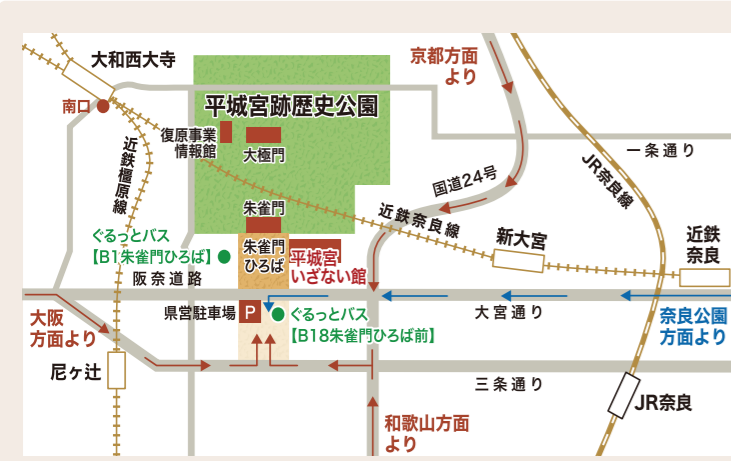 大和西大寺
南口
京都方面
より
平城宮跡歴史公園
復原事業
情報館
大極門
一条通り
近鉄橿原線
国道24号
JR奈良線
朱雀門
近鉄奈良線
ぐるっとバス
【B1朱雀門ひろば】
朱雀門
ひろば
平城宮
いざない館
新大宮
近鉄
奈良
阪奈道路
大阪
方面より
県営駐車場
P
ぐるっとバス
【B18朱雀門ひろば前】
大宮通り
奈良公園
方面より
尼ヶ辻
三条通り
JR奈良
和歌山方面
より